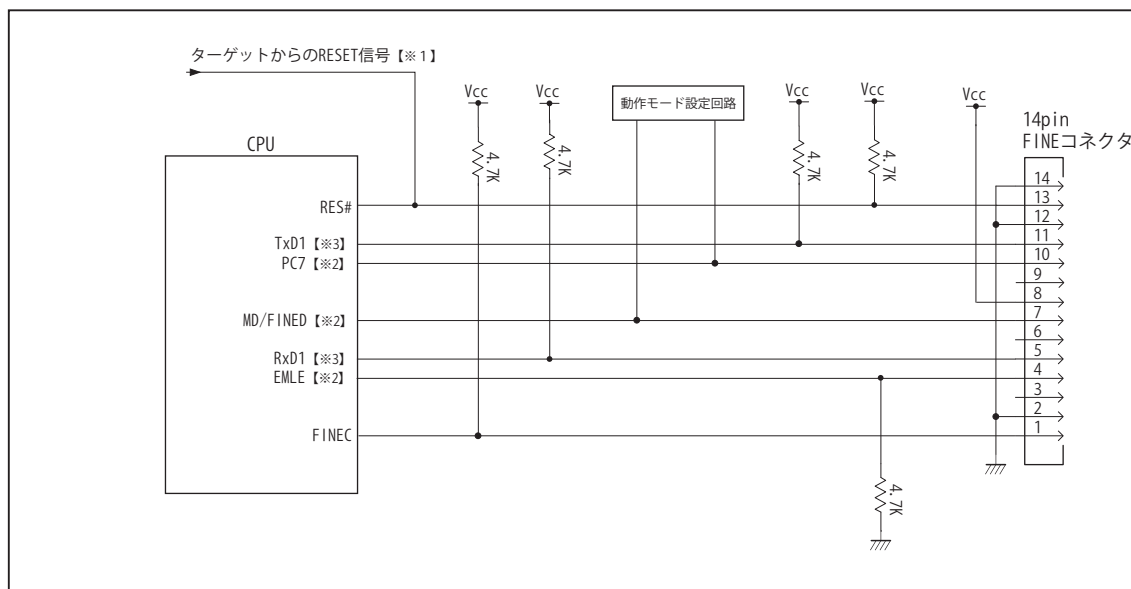 ターゲットからのRESET信号【※1】
Vcc
Vcc
動作モード設定回路
Vcc
Vcc
Vcc
14pin
FINEコネクタ
CPU
4.7K
4.7K
4.7K
4.7K
RES#
TxD1【※3】
PC7【※2】
MD/FINED【※2】
RxD1【※3】
EMLE【※2】
FINEC
14
13
12
11
10
9
8
7
6
5
4
3
2
1
4.7K